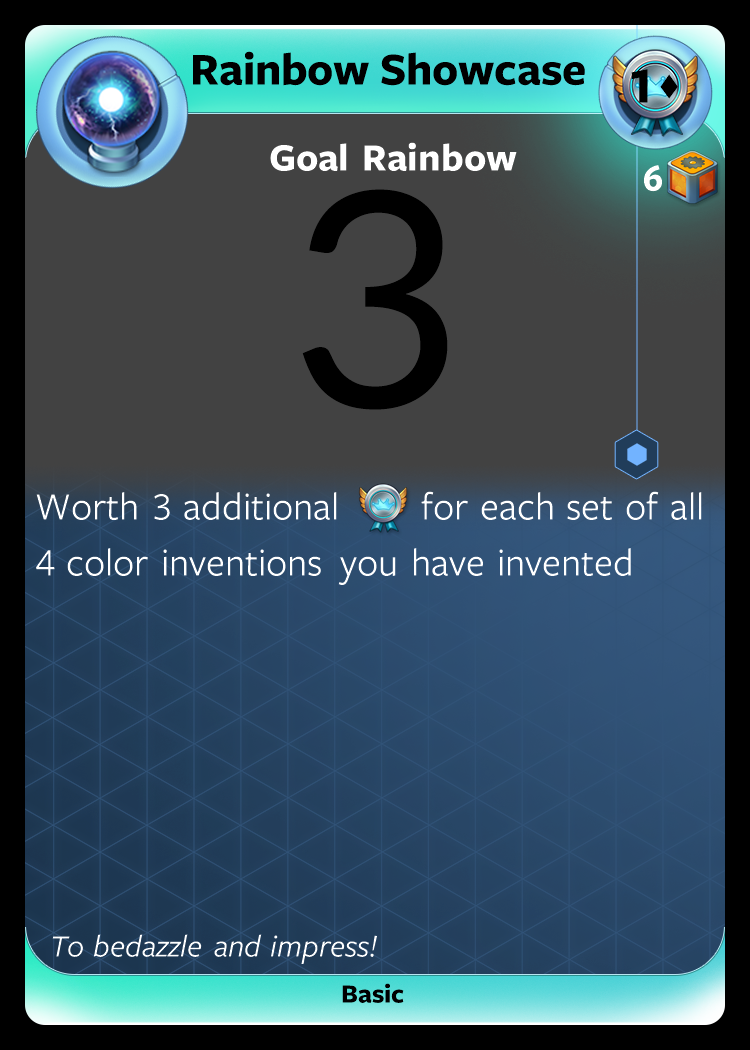 Rainbow Showcase
1♦
Goal Rainbow
6
3
Worth 3 additional for each set of all
4 color inventions you have invented
To bedazzle and impress!
Basic